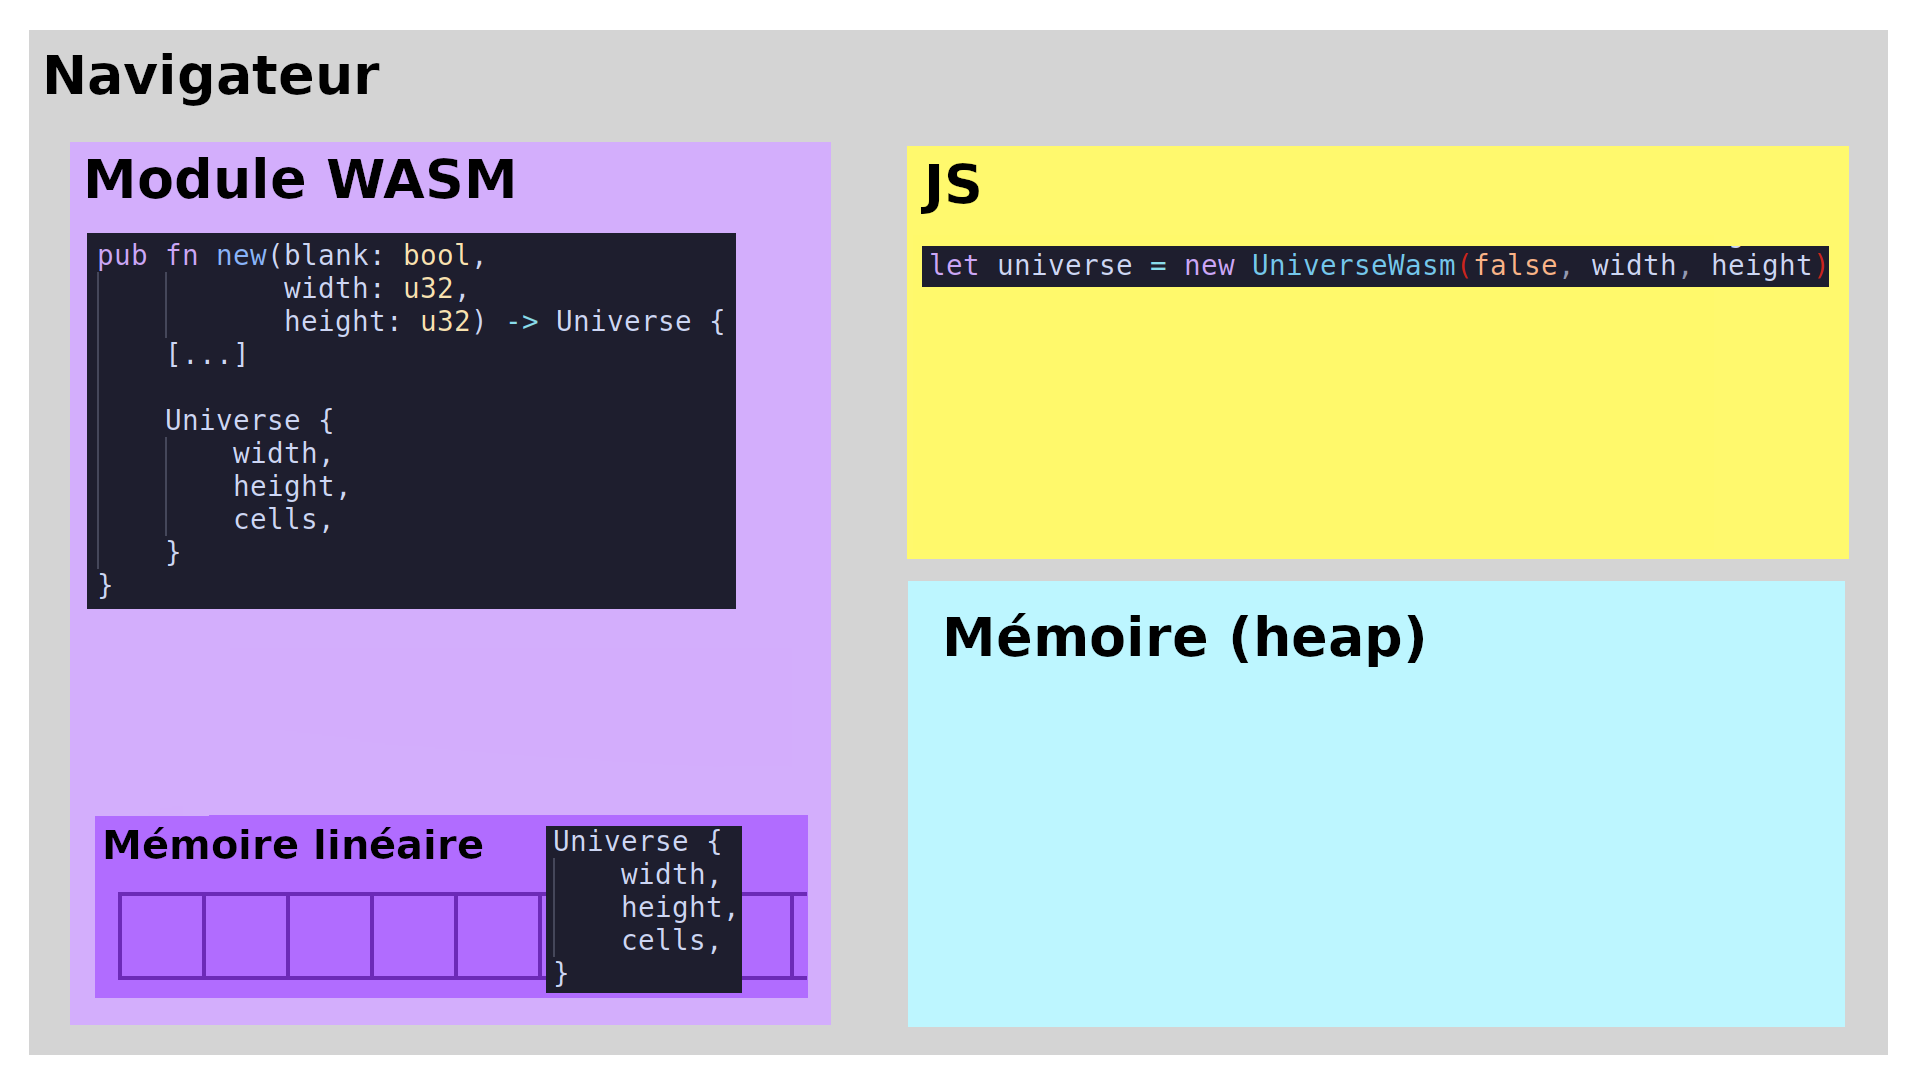 Navigateur
Module WASM
pub fn new(blank: bool,
width: u32,
height: u32) -> Universe {
[...]
Universe {
width,
height,
cells,
}
}
Mémoire linéaire
Universe {
width,
height,
cells,
}
JS
let universe = new UniverseWasm(false, width, height)
Mémoire (heap)